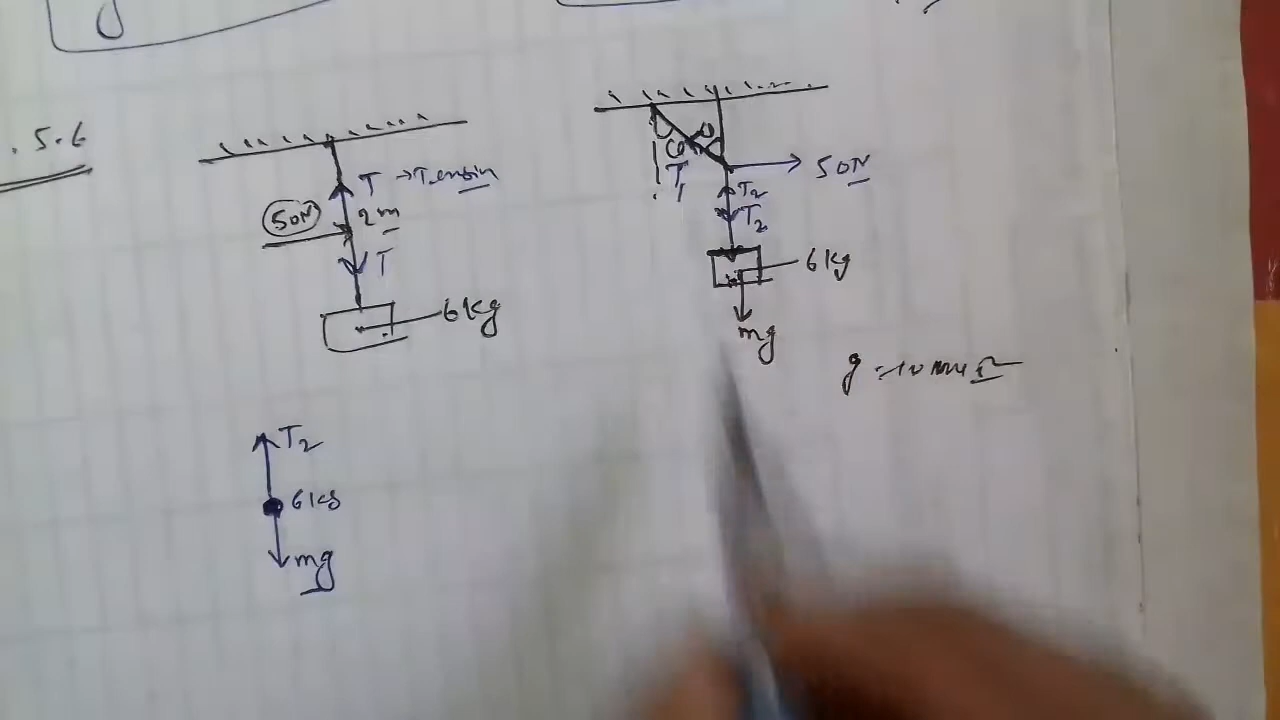 . 5.6
T → Tension
50N
2m
T
6kg
θ
θ
T1
50N
T2
T2
6kg
mg
T2
6kg
mg